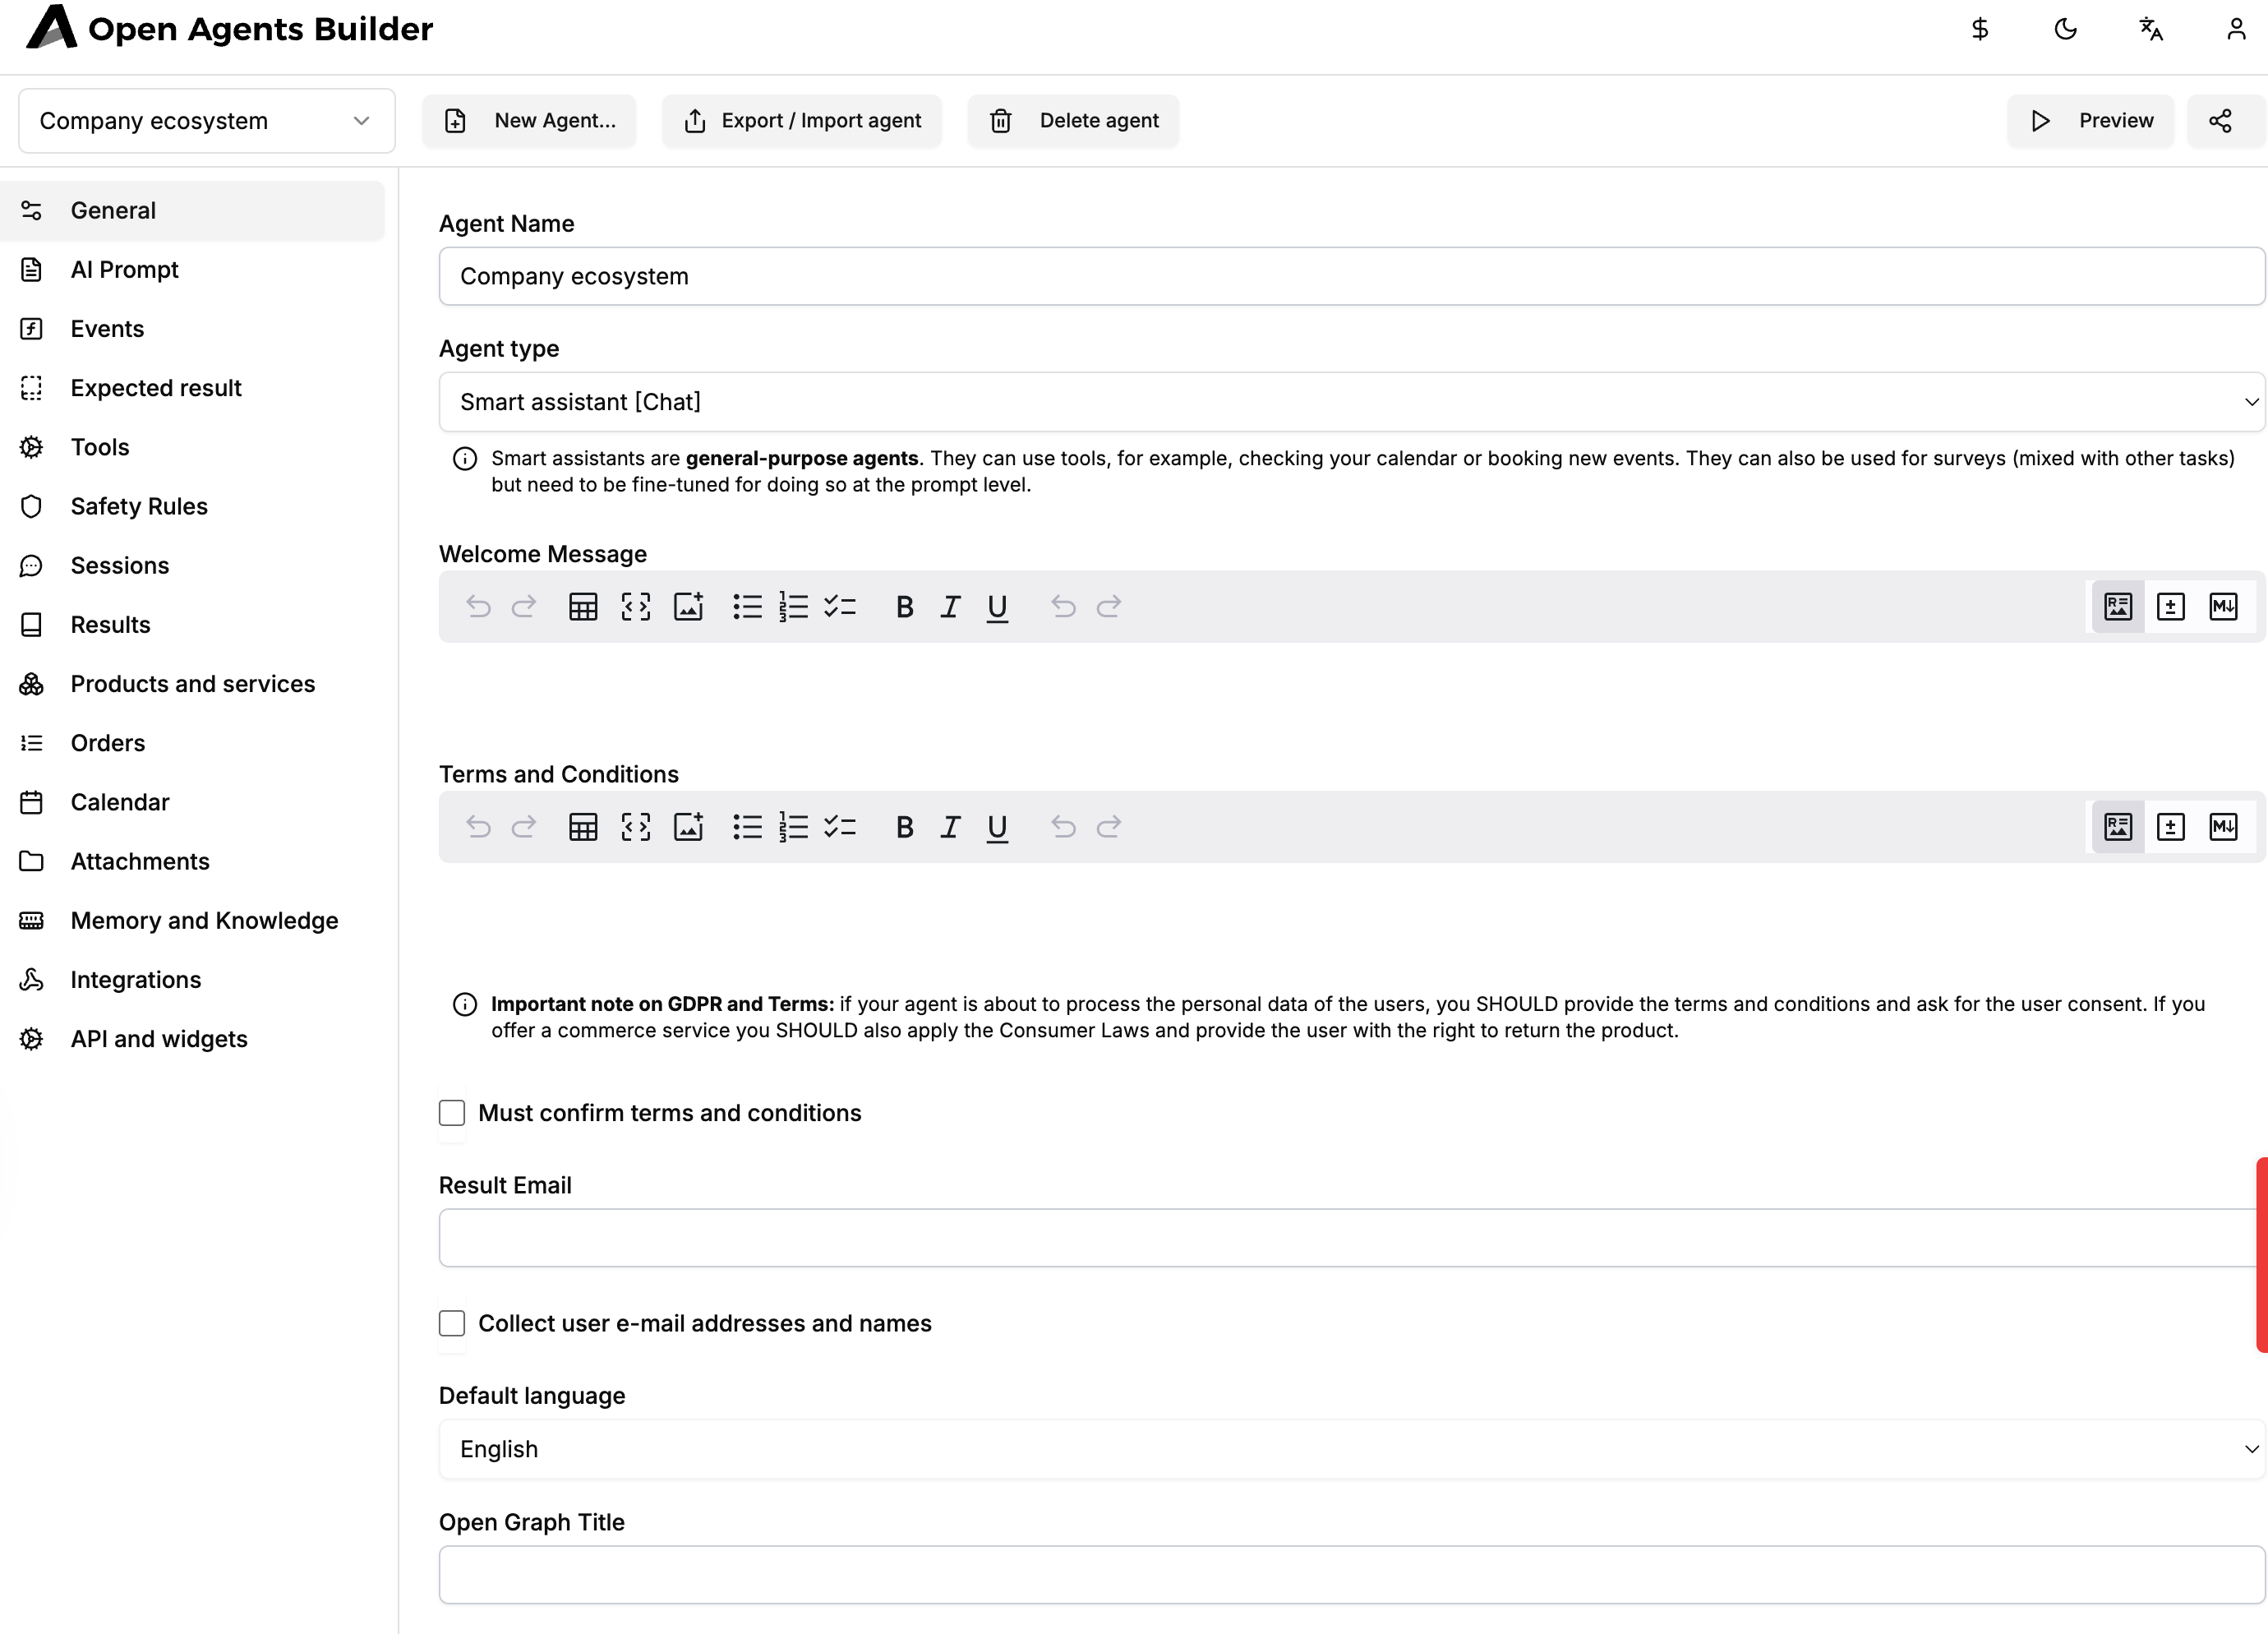 Open Agents Builder
Company ecosystem
New Agent...
Export / Import agent
Delete agent
Preview
General
AI Prompt
Events
Expected result
Tools
Safety Rules
Sessions
Results
Products and services
Orders
Calendar
Attachments
Memory and Knowledge
Integrations
API and widgets
Agent Name
Company ecosystem
Agent type
Smart assistant [Chat]
Smart assistants are general-purpose agents. They can use tools, for example, checking your calendar or booking new events. They can also be used for surveys (mixed with other tasks)
but need to be fine-tuned for doing so at the prompt level.
Welcome Message
Terms and Conditions
Important note on GDPR and Terms: if your agent is about to process the personal data of the users, you SHOULD provide the terms and conditions and ask for the user consent. If you
offer a commerce service you SHOULD also apply the Consumer Laws and provide the user with the right to return the product.
Must confirm terms and conditions
Result Email
Collect user e-mail addresses and names
Default language
English
Open Graph Title